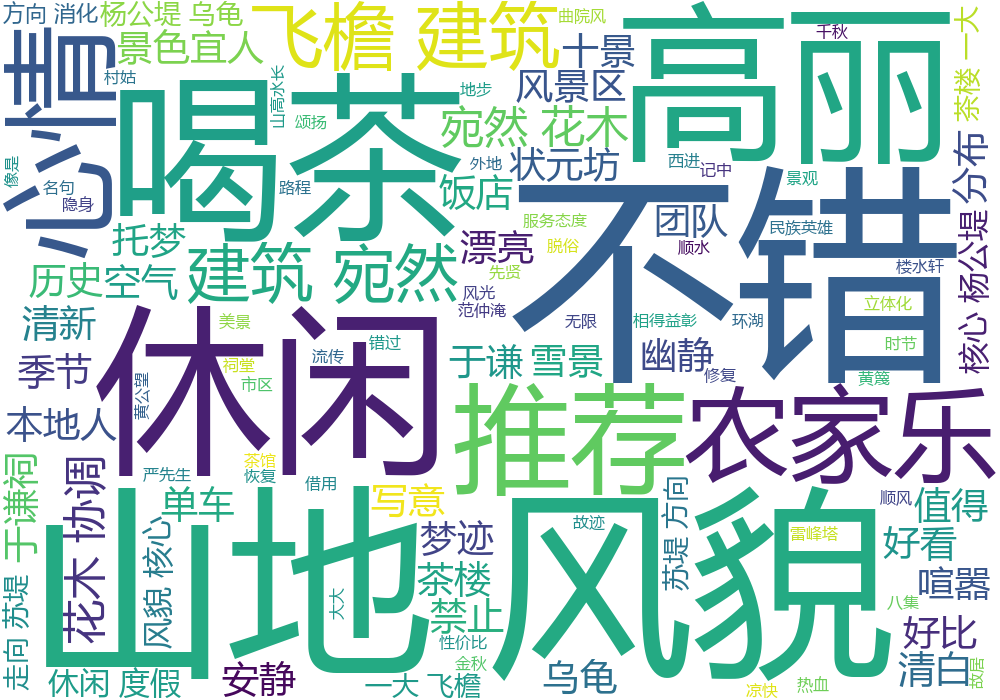 方向 消化
杨公堤 乌龟
景色宜人
飞檐 建筑
曲院风
十景
风景区
高丽
千秋
茶楼 一大
心情
村姑
喝茶
山高水长
颂扬
地步
宛然 花木
状元坊
外地
西进
记中
景观
分布
像是
名句
隐身
路程
饭店
服务态度
团队
民族英雄
核心 杨公堤
托梦
漂亮
脱俗
顺水
不错
楼水轩
历史
空气
建筑 宛然
先贤
风光
范仲淹
无限
相得益彰
环湖
立体化
清新
美景
休闲
流传
错过
于谦
雪景
幽静
时节
季节
祠堂
市区
黄公望
修复
黄篾
本地人
推荐
农家乐
于谦祠
花木 协调
严先生
茶馆
恢复
借用
单车
写意
苏堤 方向
顺风
值得
山地风貌
故迹
雷峰塔
梦迹
好看
风貌 核心
走向 苏堤
茶楼
大大
喧嚣
禁止
八集
性价比
好比
金秋
清白
故居
休闲 度假
安静
一大 飞檐
乌龟
凉快
热血